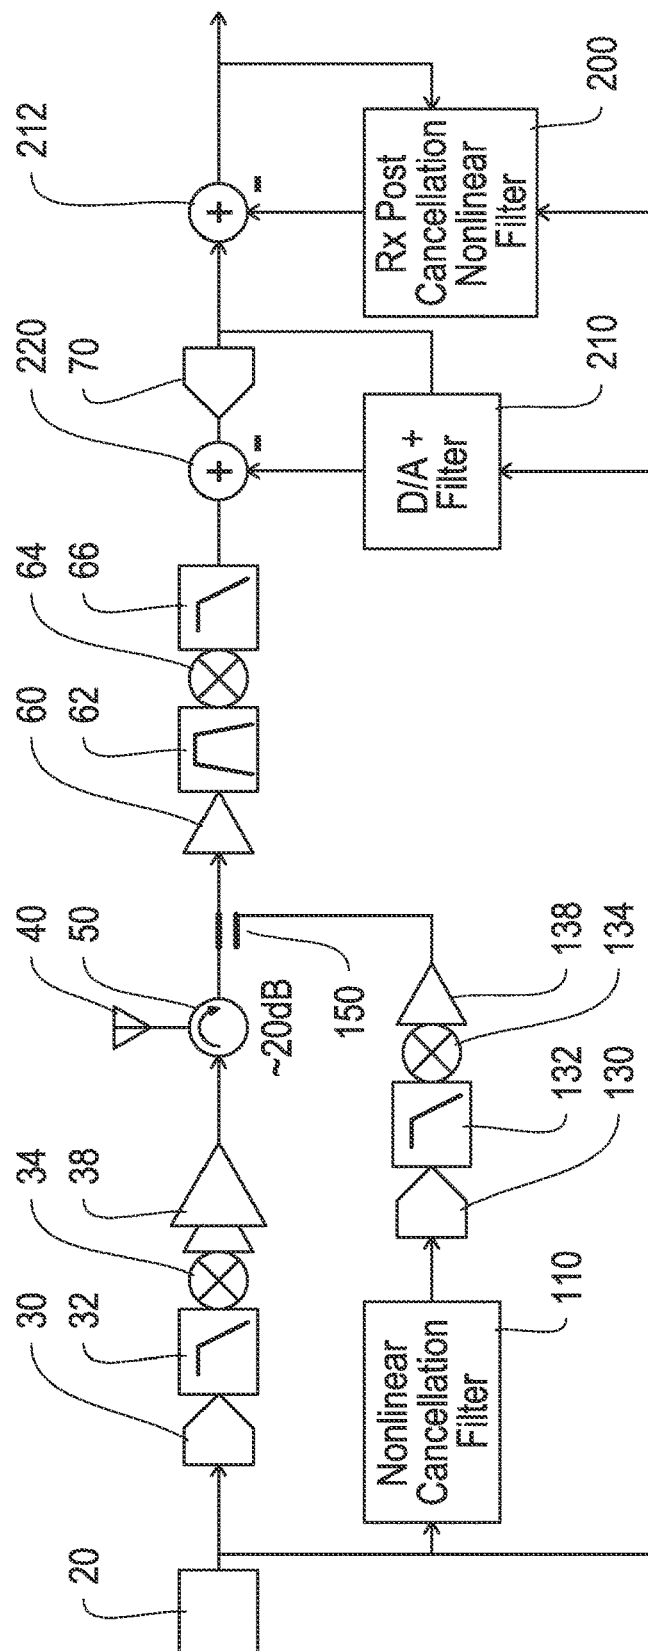 20
30
32
34
38
40
50
~20dB
60
62
64
66
220
70
212
+
-
+
-
150
Nonlinear
Cancellation
Filter
110
132
130
138
134
D/A +
Filter
210
Rx Post
Cancellation
Nonlinear
Filter
200